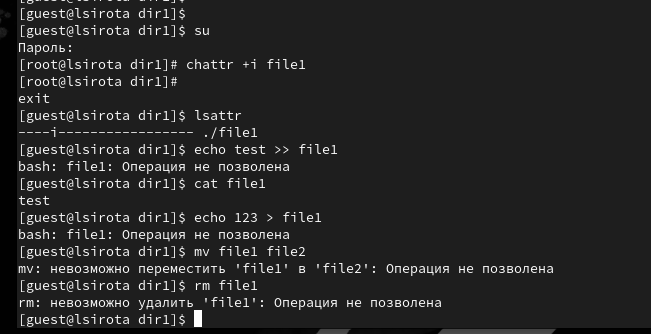 [guest@lsirota dir1]$
[guest@lsirota dir1]$
[guest@lsirota dir1]$ su
Пароль:
[root@lsirota dir1]# chattr +i file1
[root@lsirota dir1]#
exit
[guest@lsirota dir1]$ lsattr
----i----------------- ./file1
[guest@lsirota dir1]$ echo test >> file1
bash: file1: Операция не позволена
[guest@lsirota dir1]$ cat file1
test
[guest@lsirota dir1]$ echo 123 > file1
bash: file1: Операция не позволена
[guest@lsirota dir1]$ mv file1 file2
mv: невозможно переместить 'file1' в 'file2': Операция не позволена
[guest@lsirota dir1]$ rm file1
rm: невозможно удалить 'file1': Операция не позволена
[guest@lsirota dir1]$